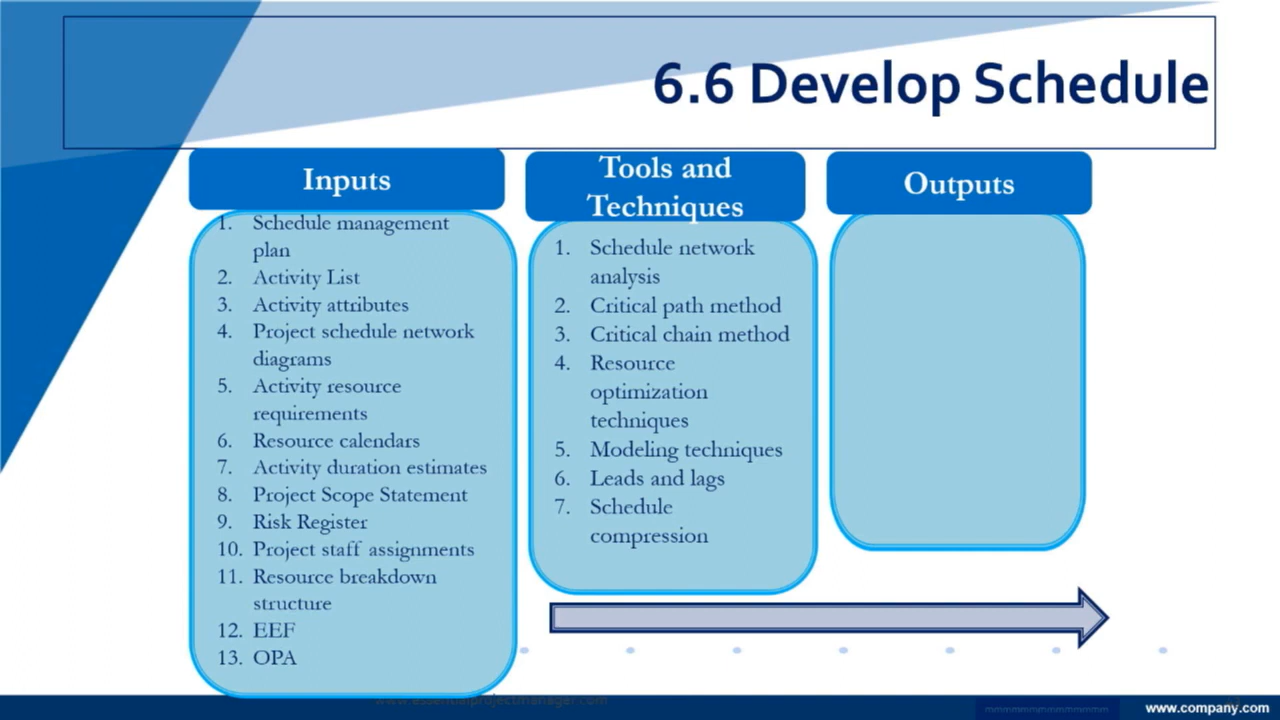 6.6 Develop Schedule
Inputs
1. Schedule management
plan
2. Activity List
3. Activity attributes
4. Project schedule network
diagrams
5. Activity resource
requirements
6. Resource calendars
7. Activity duration estimates
8. Project Scope Statement
9. Risk Register
10. Project staff assignments
11. Resource breakdown
structure
12. EEF
13. OPA
Tools and
Techniques
1. Schedule network
analysis
2. Critical path method
3. Critical chain method
4. Resource
optimization
techniques
5. Modeling techniques
6. Leads and lags
7. Schedule
compression
Outputs
www.essentialprojectmanager.com
www.company.com